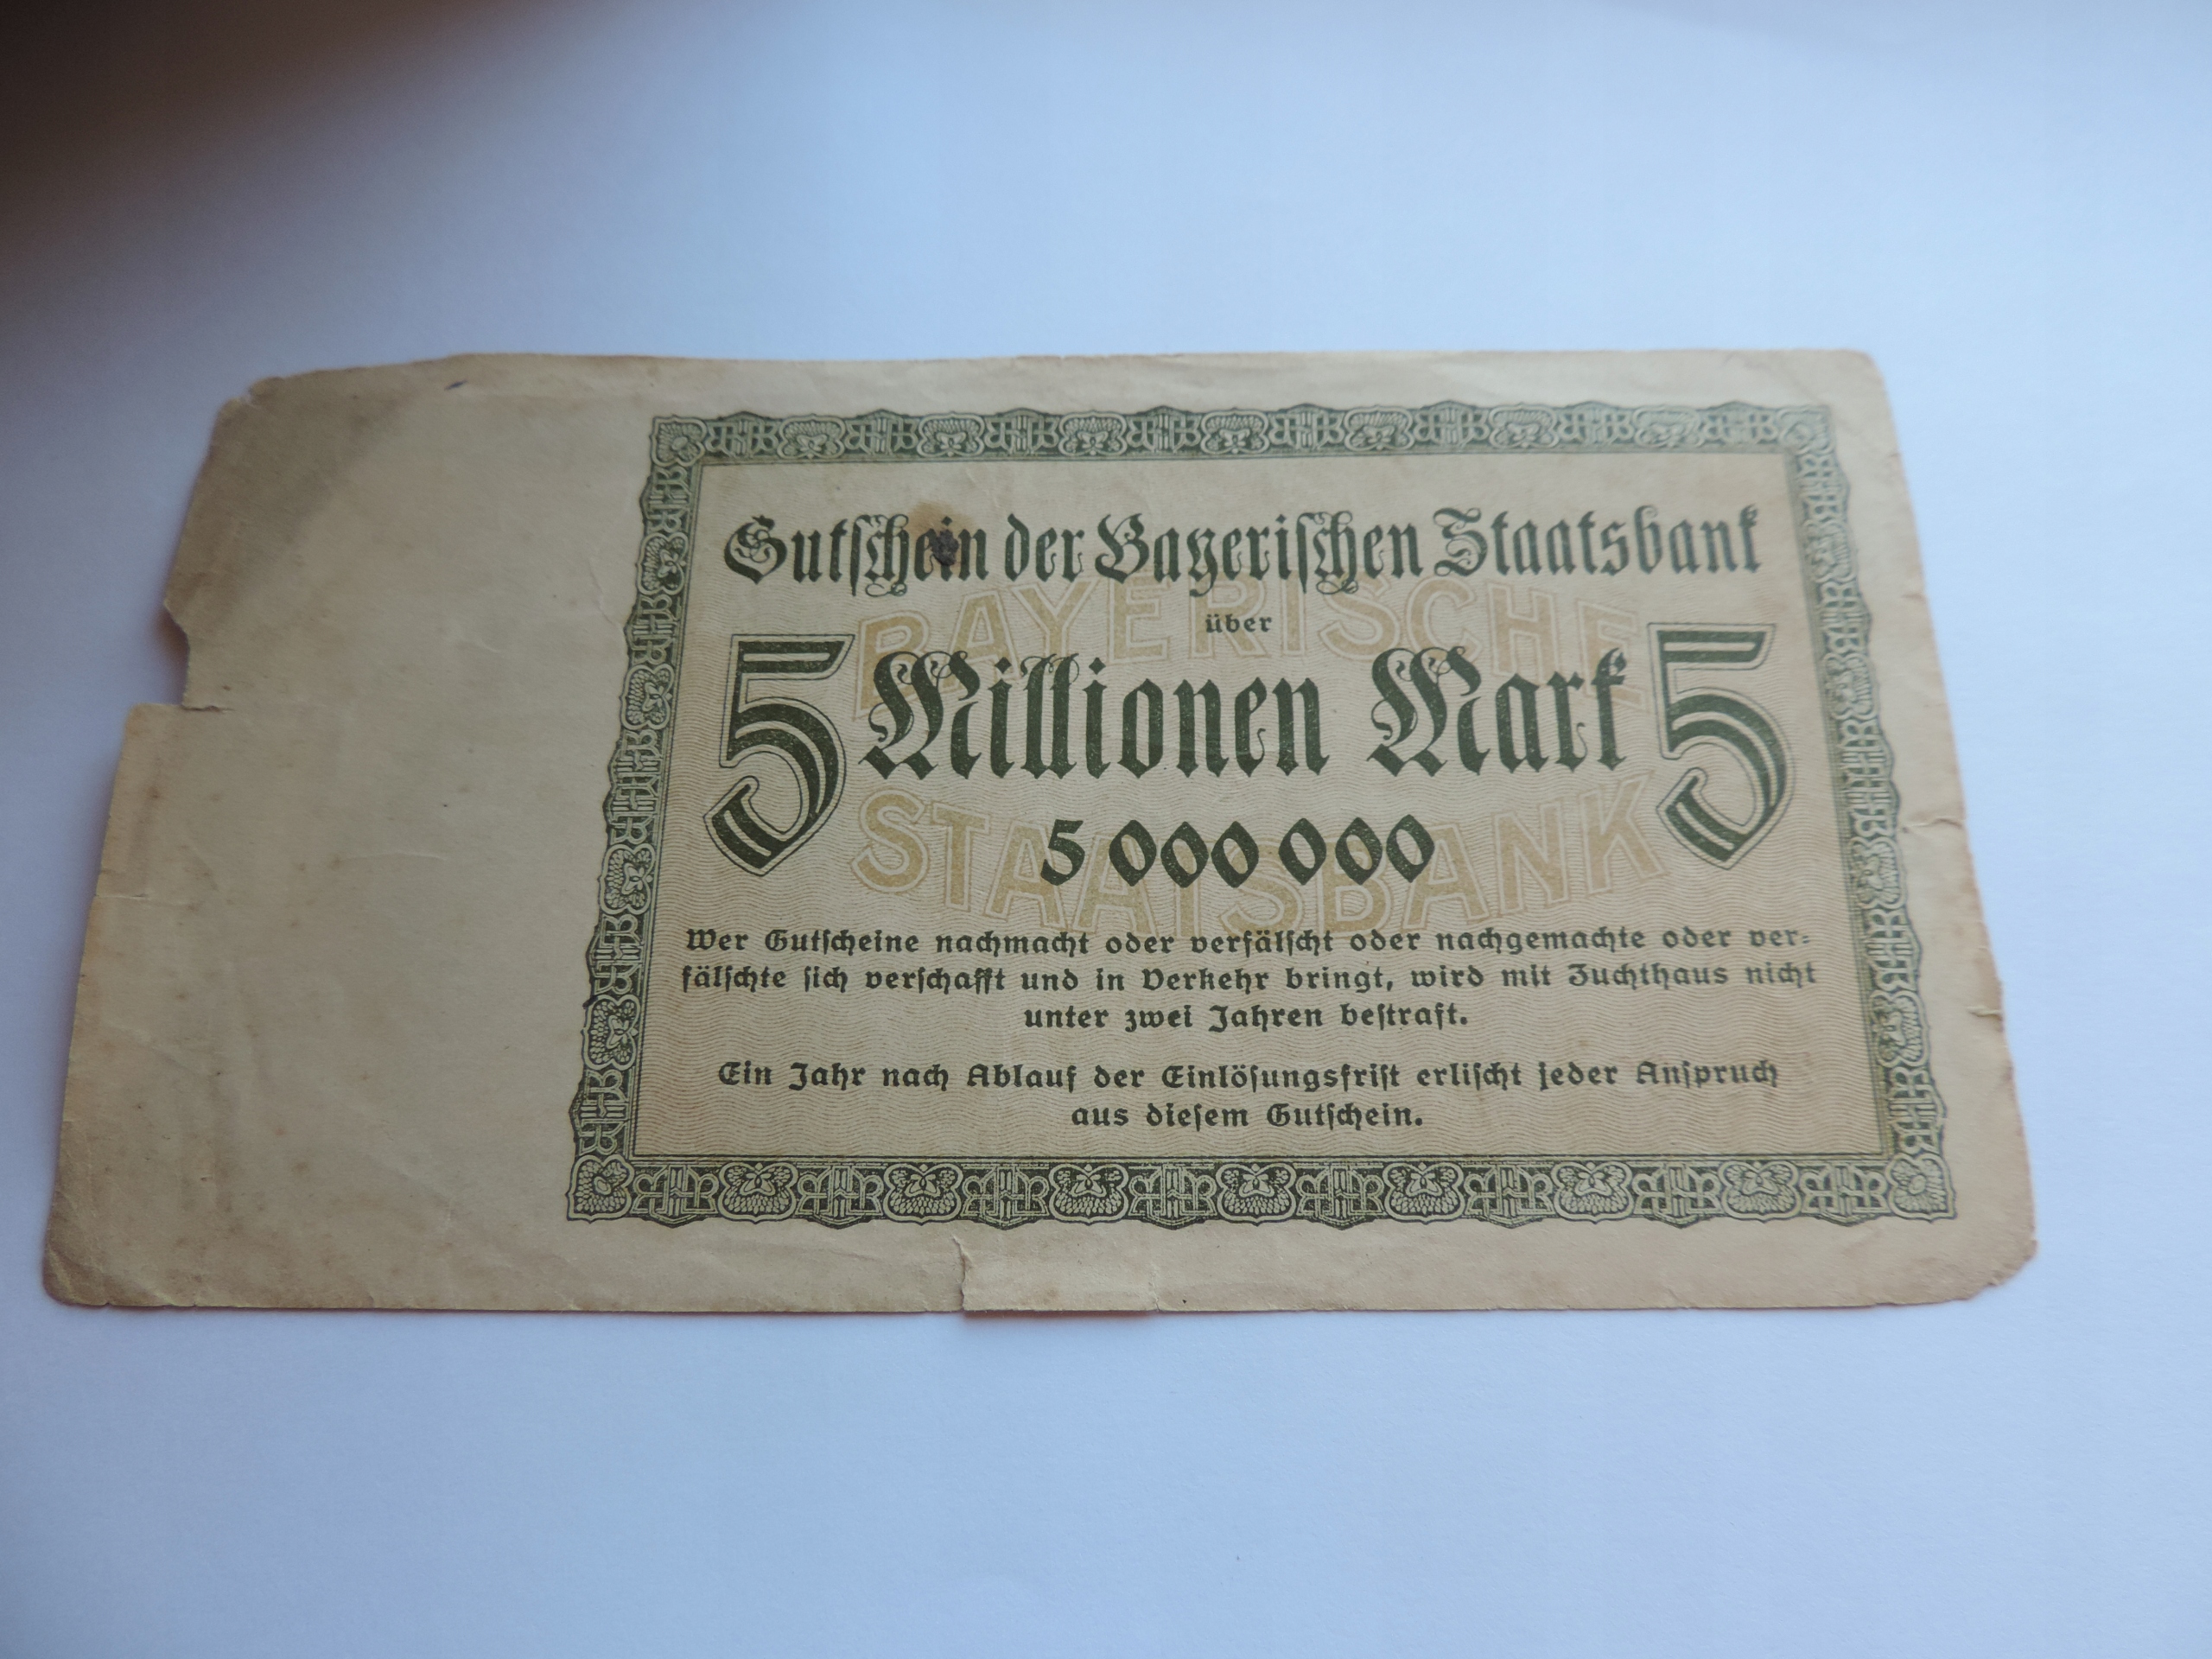 Gutschein der Bayerischen Staatsbank
über
BAYERISCHE
5 Millionen Mark 5
STAATSBANK
5 000 000
Wer Gutscheine nachmacht oder verfälscht oder nachgemachte oder ver-
fälschte sich verschafft und in Verkehr bringt, wird mit Zuchthaus nicht
unter zwei Jahren bestraft.
Ein Jahr nach Ablauf der Einlösungsfrist erlischt jeder Anspruch
aus diesem Gutschein.